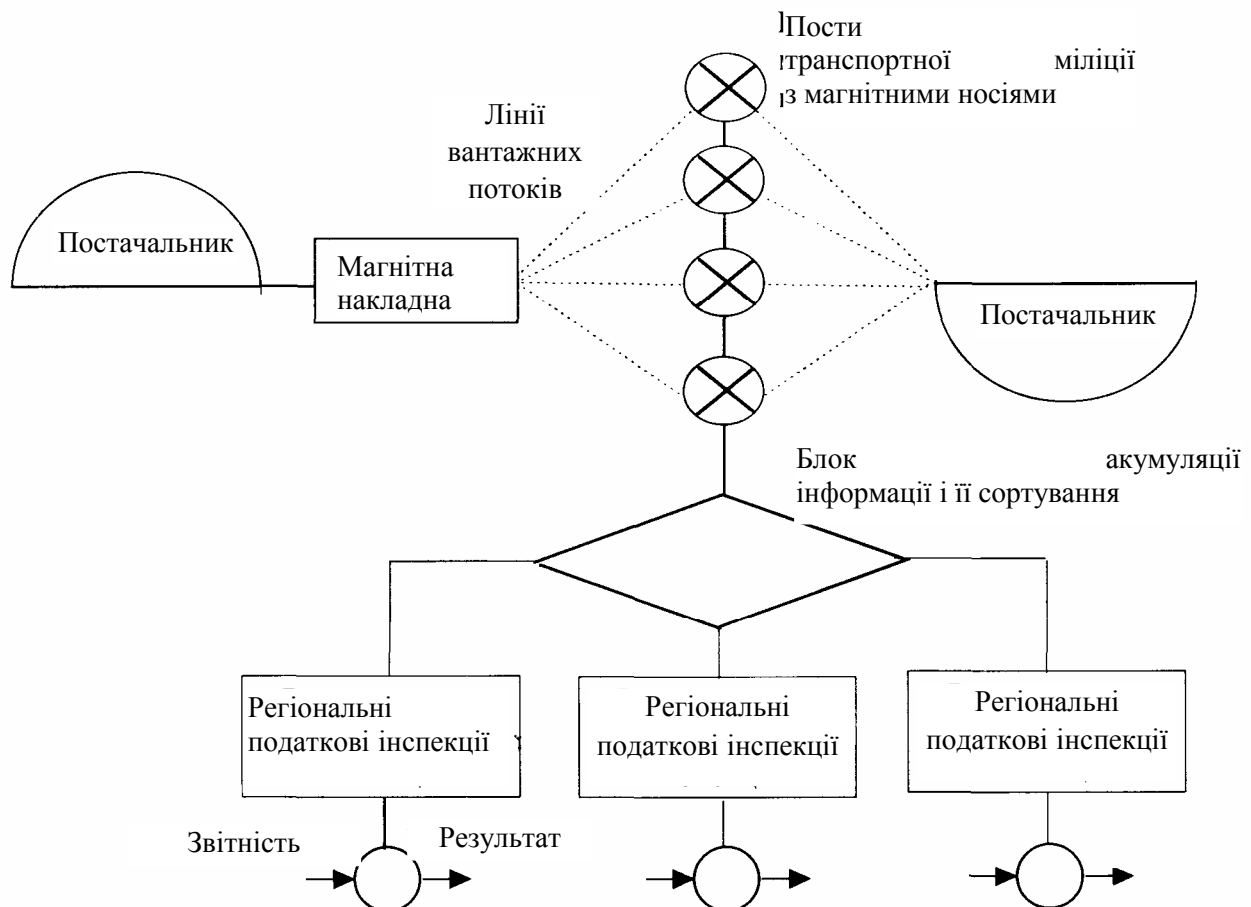 Пости
транспортної міліції
із магнітними носіями
Лінії
вантажних
потоків
Постачальник
Магнітна
накладна
Постачальник
Блок акумуляції
інформації і її сортування
Регіональні
податкові інспекції
Регіональні
податкові інспекції
Регіональні
податкові інспекції
Звітність
Результат